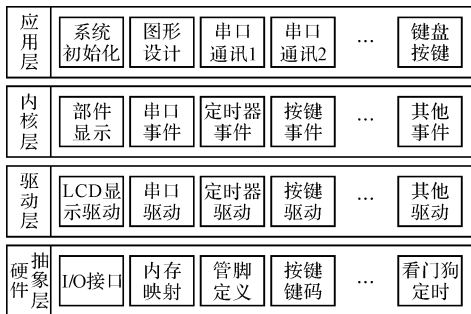 应用层
系统初始化
图形设计
串口通讯1
串口通讯2
…
键盘按键
内核层
部件显示
串口事件
定时器事件
按键事件
…
其他事件
驱动层
LCD显示驱动
串口驱动
定时器驱动
按键驱动
…
其他驱动
硬件抽象层
I/O接口
内存映射
管脚定义
按键键码
…
看门狗定时